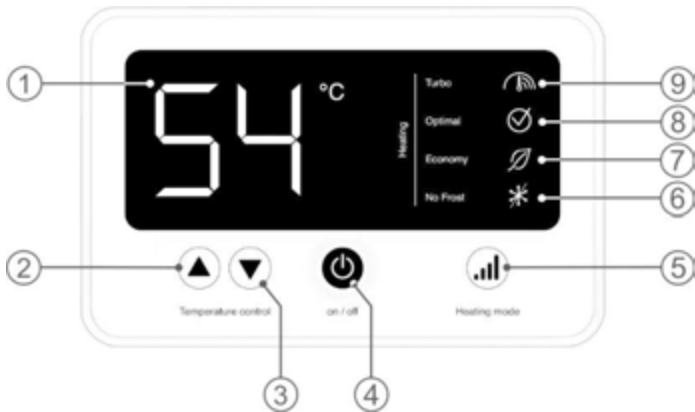 1
54 °C
Turbo
9
Optimal
8
Heating
Economy
7
No Frost
6
2
5
Temperature control
on / off
Heating mode
3
4